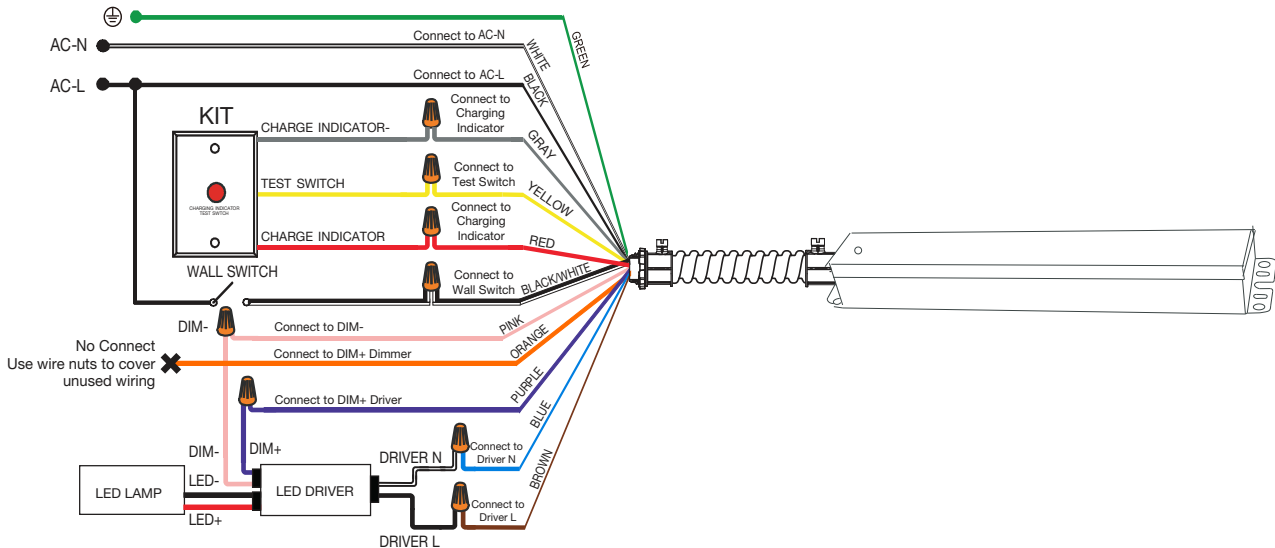 AC-N
Connect to AC-N
WHITE
GREEN
AC-L
Connect to AC-L
BLACK
KIT
CHARGE INDICATOR-
Connect to
Charging
Indicator
GRAY
TEST SWITCH
Connect to
Test Switch
YELLOW
CHARGING INDICATOR
TEST SWITCH
CHARGE INDICATOR
Connect to
Charging
Indicator
RED
WALL SWITCH
Connect to
Wall Switch
BLACK/WHITE
DIM-
Connect to DIM-
PINK
No Connect
Use wire nuts to cover
unused wiring
Connect to DIM+ Dimmer
ORANGE
Connect to DIM+ Driver
PURPLE
BLUE
BROWN
DIM-
DIM+
DRIVER N
Connect to
Driver N
LED LAMP
LED-
LED+
LED DRIVER
DRIVER L
Connect to
Driver L